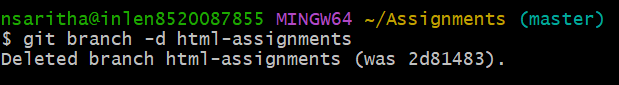 nsaritha@inlen8520087855 MINGW64 ~/Assignments (master)
$ git branch -d html-assignments
Deleted branch html-assignments (was 2d81483).